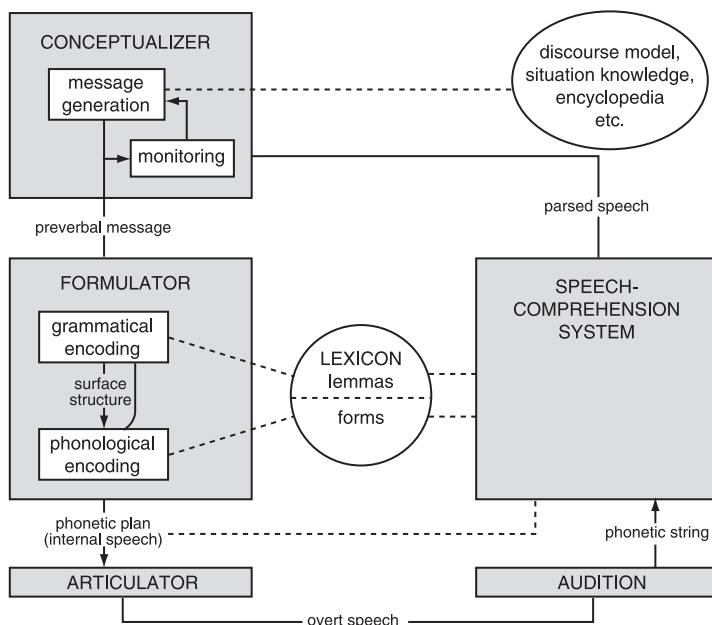 CONCEPTUALIZER
message
generation
monitoring
discourse model,
situation knowledge,
encyclopedia
etc.
preverbal message
parsed speech
FORMULATOR
grammatical
encoding
surface
structure
phonological
encoding
LEXICON
lemmas
forms
SPEECH-
COMPREHENSION
SYSTEM
phonetic plan
(internal speech)
phonetic string
ARTICULATOR
AUDITION
overt speech